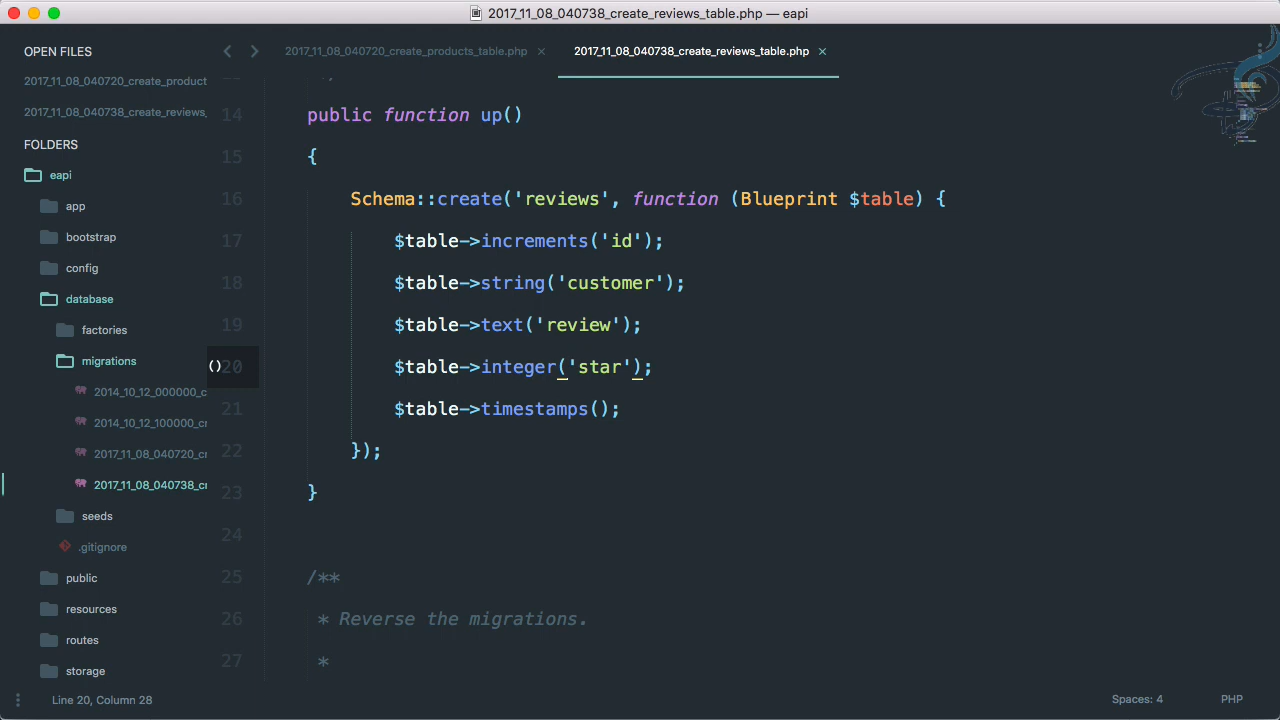 2017_11_08_040738_create_reviews_table.php — eapi
OPEN FILES
2017_11_08_040720_create_product
2017_11_08_040738_create_reviews_
FOLDERS
eapi
app
bootstrap
config
database
factories
migrations
2014_10_12_000000_c
2014_10_12_100000_cr
2017_11_08_040720_cr
2017_11_08_040738_cr
seeds
.gitignore
public
resources
routes
storage
2017_11_08_040720_create_products_table.php ×
2017_11_08_040738_create_reviews_table.php ×
14 public function up()
15 {
16 Schema::create('reviews', function (Blueprint $table) {
17 $table->increments('id');
18 $table->string('customer');
19 $table->text('review');
() 20 $table->integer('star');
21 $table->timestamps();
22 });
23 }
24
25 /**
26 * Reverse the migrations.
27 *
Line 20, Column 28
Spaces: 4
PHP